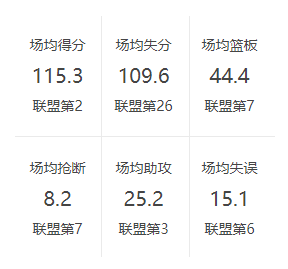 场均得分 场均失分 场均篮板
115.3 109.6 44.4
联盟第2 联盟第26 联盟第7
场均抢断 场均助攻 场均失误
8.2 25.2 15.1
联盟第7 联盟第3 联盟第6